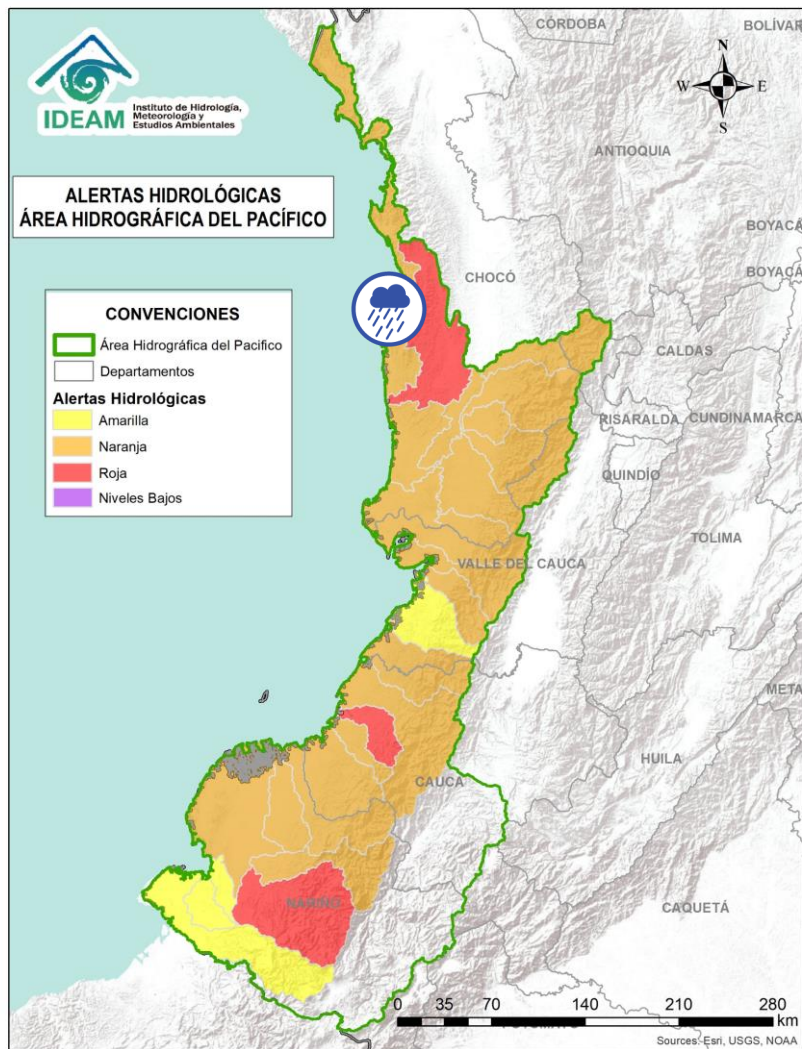 CÓRDOBA
BOLÍVAR
N
W E
S
IDEAM
Instituto de Hidrología,
Meteorología y
Estudios Ambientales
ANTIOQUIA
ALERTAS HIDROLÓGICAS
ÁREA HIDROGRÁFICA DEL PACÍFICO
BOYACÁ
BOYACÁ
CHOCÓ
CONVENCIONES
Área Hidrográfica del Pacifico
Departamentos
Alertas Hidrológicas
Amarilla
Naranja
Roja
Niveles Bajos
CALDAS
RISARALDA
CUNDINAMARCA
QUINDÍO
TOLIMA
VALLE DEL CAUCA
META
HUILA
CAUCA
NARIÑO
CAQUETÁ
0 35 70 140 210 280
km
Sources: Esri, USGS, NOAA